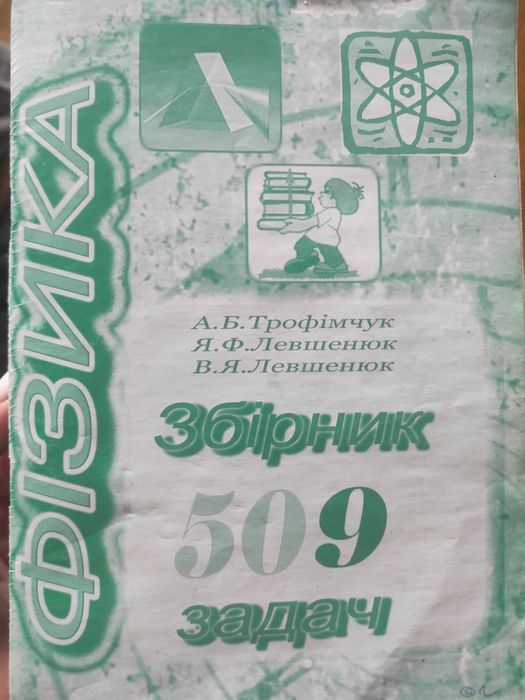 ФІЗИКА
А.Б.Трофімчук
Я.Ф.Левшенюк
В.Я.Левшенюк
Збірник
509
задач